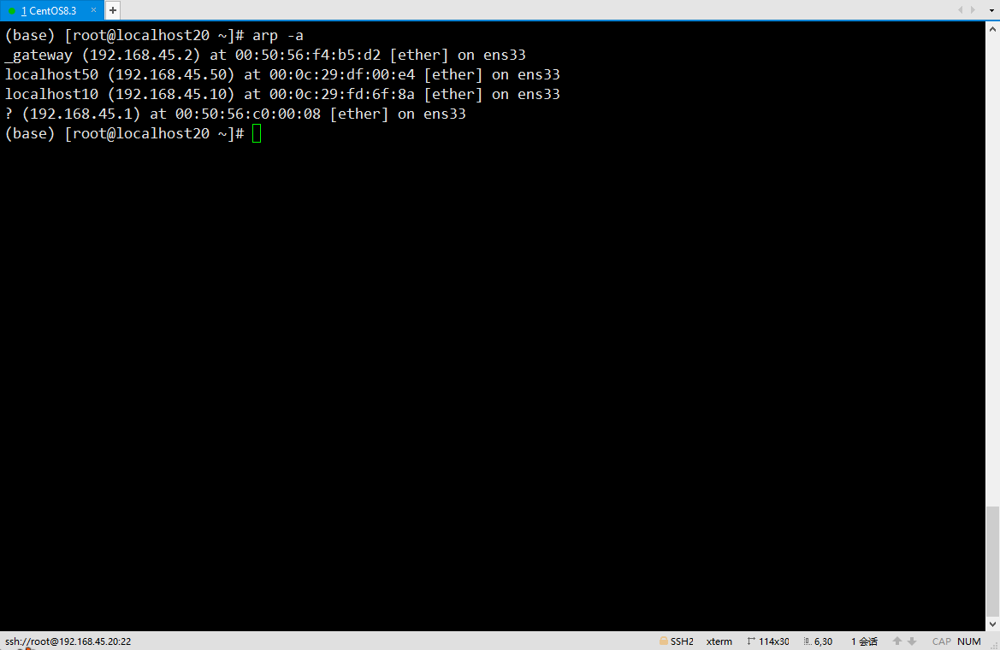 1 CentOS8.3 × +
(base) [root@localhost20 ~]# arp -a
_gateway (192.168.45.2) at 00:50:56:f4:b5:d2 [ether] on ens33
localhost50 (192.168.45.50) at 00:0c:29:df:00:e4 [ether] on ens33
localhost10 (192.168.45.10) at 00:0c:29:fd:6f:8a [ether] on ens33
? (192.168.45.1) at 00:50:56:c0:00:08 [ether] on ens33
(base) [root@localhost20 ~]#
ssh://root@192.168.45.20:22 SSH2 xterm 114x30 6,30 1 会话 CAP NUM